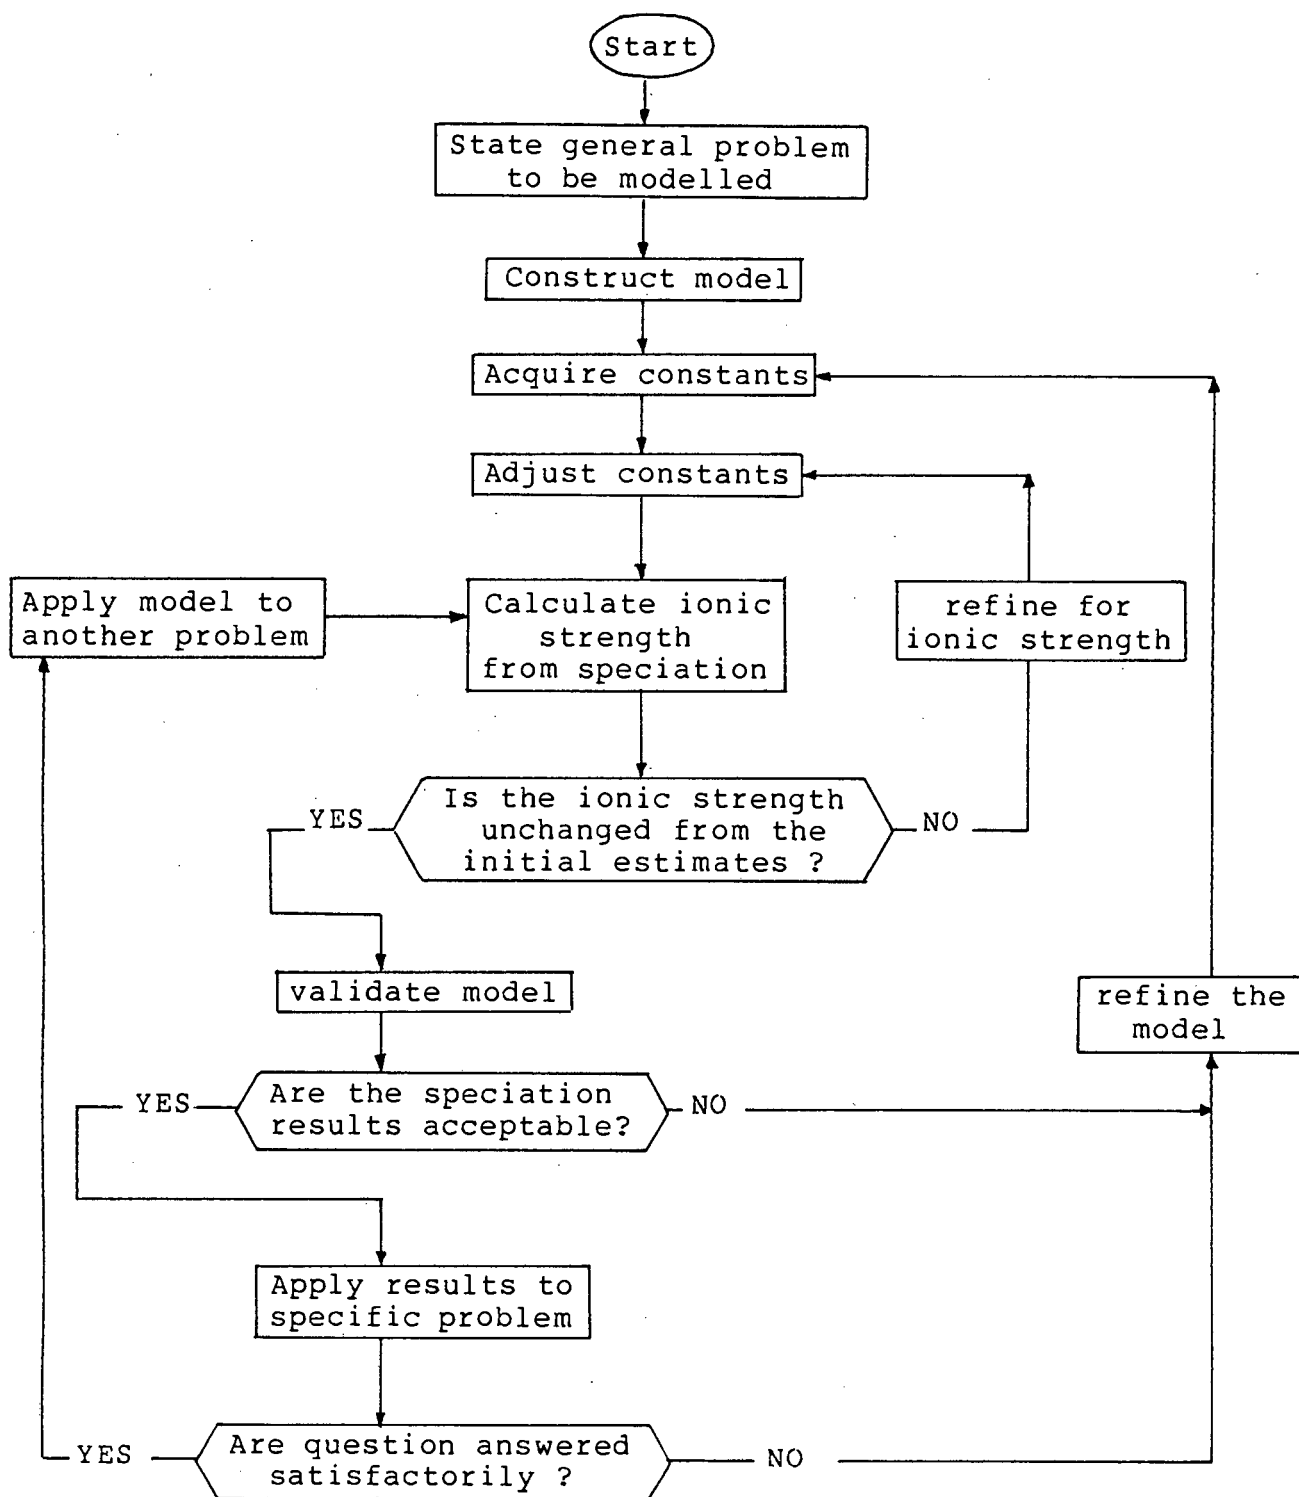 Start
State general problem
to be modelled
Construct model
Acquire constants
Adjust constants
Apply model to
another problem
Calculate ionic
strength
from speciation
refine for
ionic strength
YES
Is the ionic strength
unchanged from the
initial estimates ?
NO
validate model
refine the
model
YES
Are the speciation
results acceptable?
NO
Apply results to
specific problem
YES
Are question answered
satisfactorily ?
NO